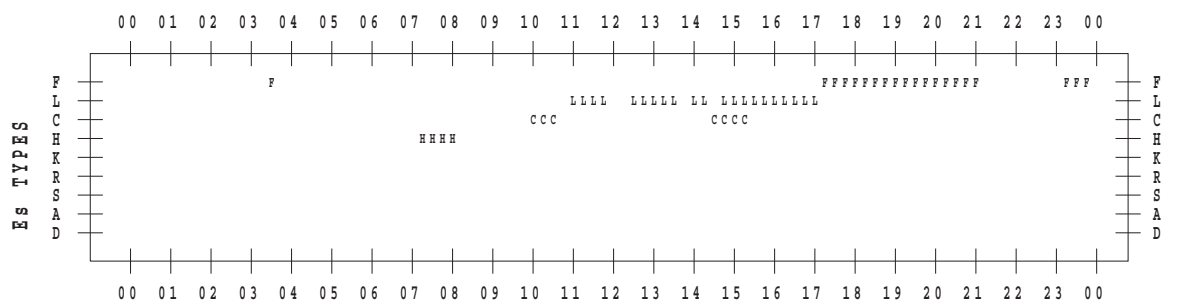 00 01 02 03 04 05 06 07 08 09 10 11 12 13 14 15 16 17 18 19 20 21 22 23 00
F F FFFFFFFFFFFFFFFF FFF F
L LLLL LLLLL LL LLLLLLLLLL L
C CCC CCCC C
H HHHH H
K K
R R
S S
A A
D D
Es TYPES
00 01 02 03 04 05 06 07 08 09 10 11 12 13 14 15 16 17 18 19 20 21 22 23 00